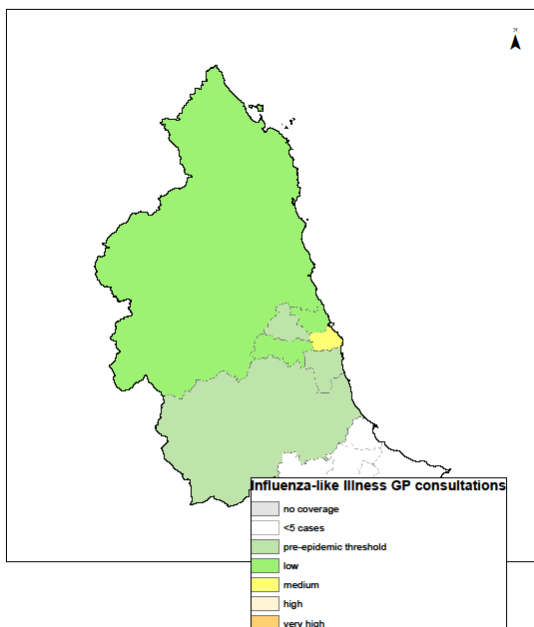 N
Influenza-like Illness GP consultations
no coverage
<5 cases
pre-epidemic threshold
low
medium
high
very high